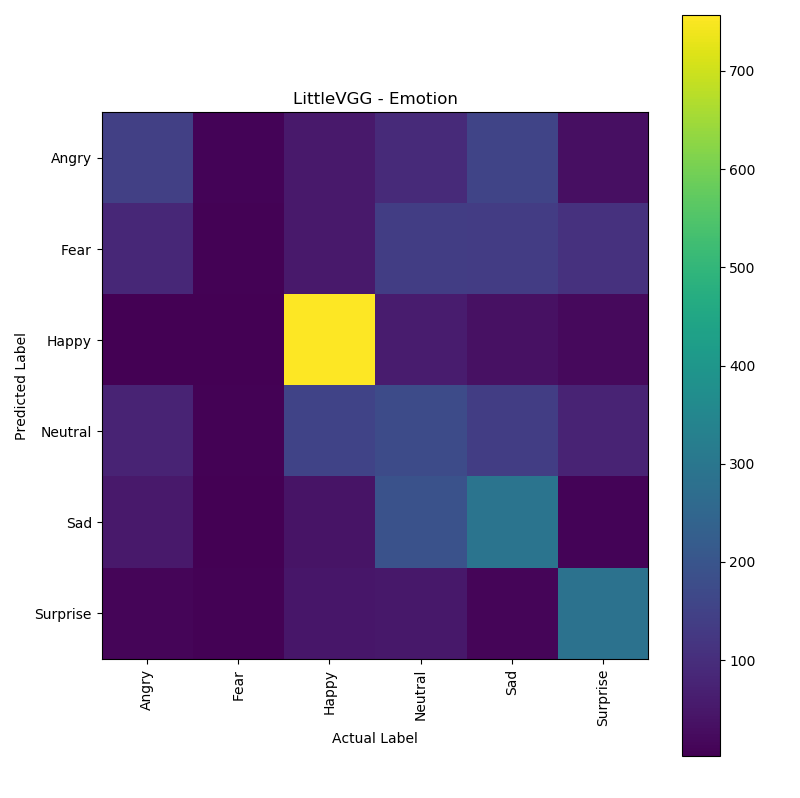 LittleVGG - Emotion
Predicted Label
Angry
Fear
Happy
Neutral
Sad
Surprise
Angry
Fear
Happy
Neutral
Sad
Surprise
Actual Label
700
600
500
400
300
200
100